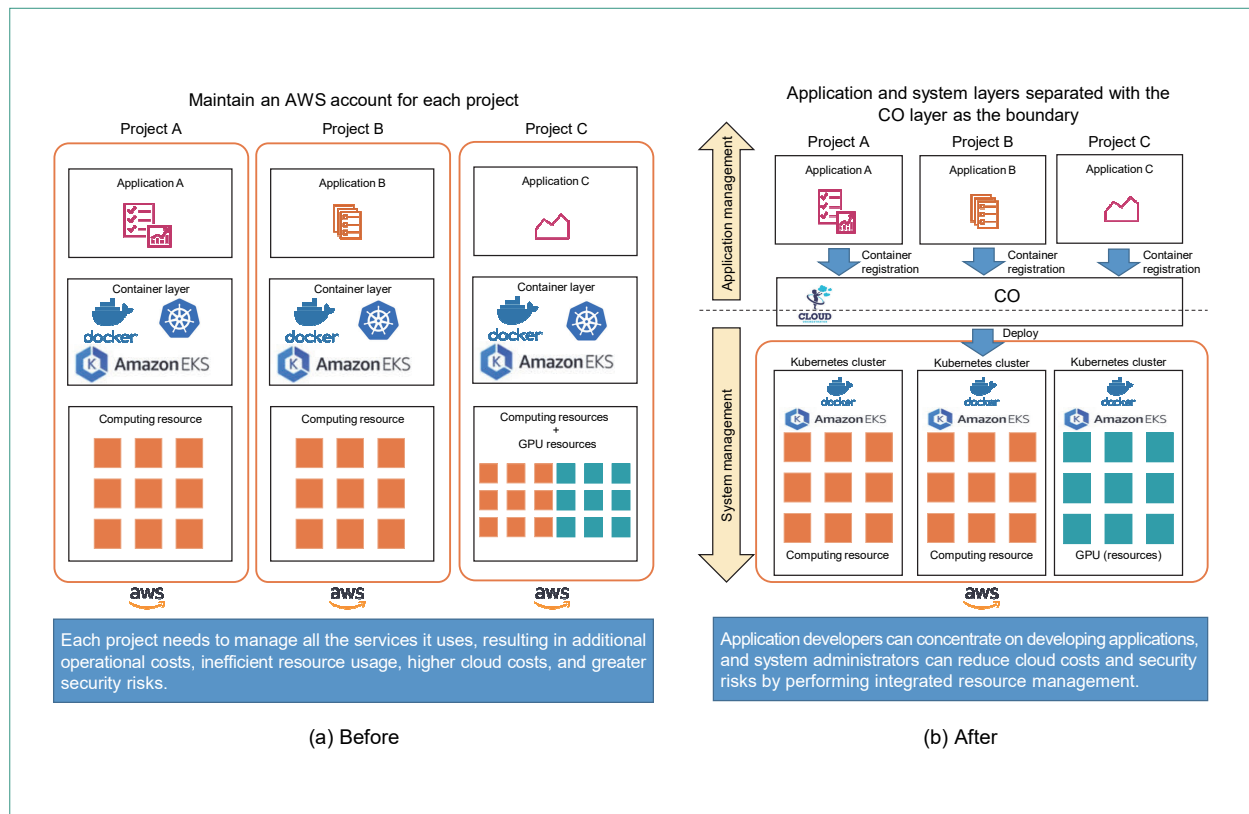 Maintain an AWS account for each project
Project A
Project B
Project C
Application A
Application B
Application C
Container layer
docker
Amazon EKS
Container layer
docker
Amazon EKS
Container layer
docker
Amazon EKS
Computing resource
Computing resource
Computing resources
+
GPU resources
aws
aws
aws
Each project needs to manage all the services it uses, resulting in additional
operational costs, inefficient resource usage, higher cloud costs, and greater
security risks.
(a) Before
Application and system layers separated with the
CO layer as the boundary
Application management
System management
Project A
Project B
Project C
Application A
Application B
Application C
Container
registration
Container
registration
Container
registration
CLOUD
CO
Deploy
Kubernetes cluster
docker
Amazon EKS
Computing resource
Kubernetes cluster
docker
Amazon EKS
Computing resource
Kubernetes cluster
docker
Amazon EKS
GPU (resources)
aws
Application developers can concentrate on developing applications,
and system administrators can reduce cloud costs and security
risks by performing integrated resource management.
(b) After